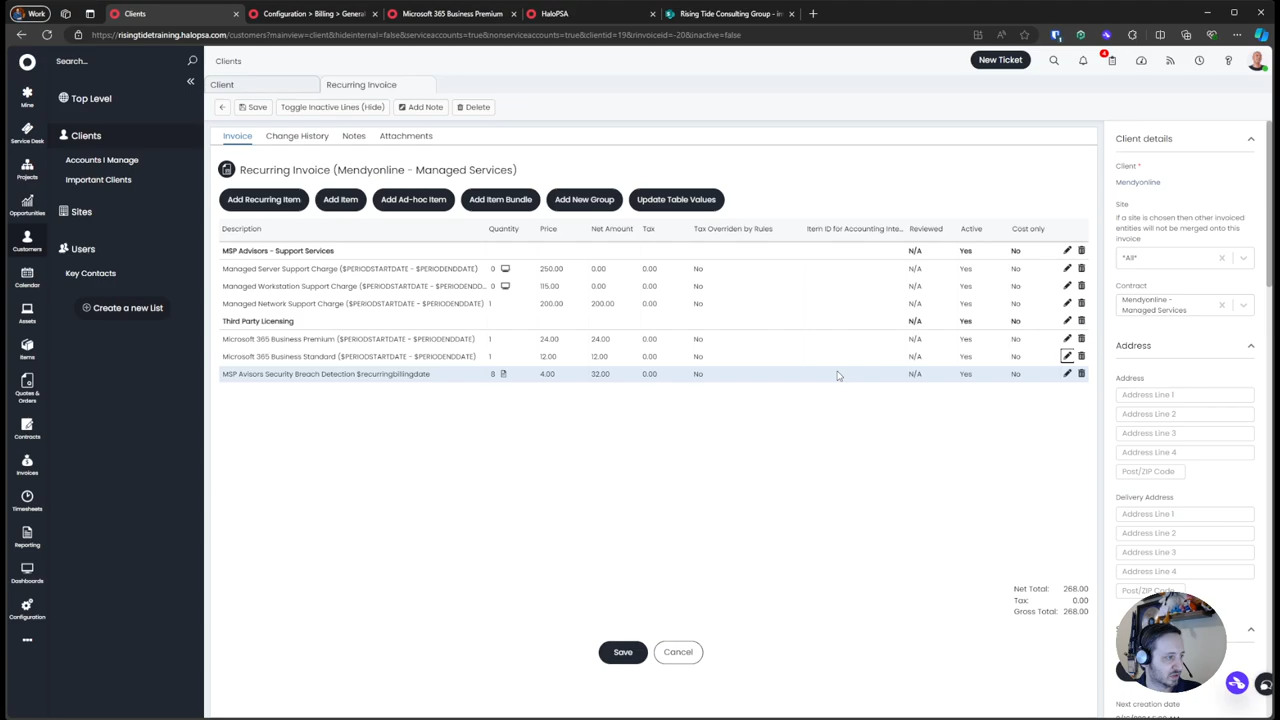 Work
Clients
Configuration > Billing > Genera
Microsoft 365 Business Premium
HaloPSA
Rising Tide Consulting Group - in
https://risingtidetraining.halopsa.com/customers?mainview=client&hideinternal=false&serviceaccounts=true&nonserviceaccounts=true&clientid=19&rinvoiceid=-20&inactive=false
Search...
Clients
New Ticket
4
Client
Recurring Invoice
Save
Toggle Inactive Lines (Hide)
Add Note
Delete
Mine
Service Desk
Projects
Opportunities
Customers
Calendar
Assets
Items
Quotes & Orders
Contracts
Invoices
Timesheets
Reporting
Dashboards
Configuration
Top Level
Clients
Accounts I Manage
Important Clients
Sites
Users
Key Contacts
Create a new List
Invoice
Change History
Notes
Attachments
Recurring Invoice (Mendyonline - Managed Services)
Add Recurring Item
Add Item
Add Ad-hoc Item
Add Item Bundle
Add New Group
Update Table Values
Description Quantity Price Net Amount Tax Tax Overriden by Rules Item ID for Accounting Inte... Reviewed Active Cost only
MSP Advisors - Support Services N/A Yes No
Managed Server Support Charge ($PERIODSTARTDATE - $PERIODENDDATE) 0 250.00 0.00 0.00 No N/A Yes No
Managed Workstation Support Charge ($PERIODSTARTDATE - $PERIODENDD... 0 115.00 0.00 0.00 No N/A Yes No
Managed Network Support Charge ($PERIODSTARTDATE - $PERIODENDDATE) 1 200.00 200.00 0.00 No N/A Yes No
Third Party Licensing N/A Yes No
Microsoft 365 Business Premium ($PERIODSTARTDATE - $PERIODENDDATE) 1 24.00 24.00 0.00 No N/A Yes No
Microsoft 365 Business Standard ($PERIODSTARTDATE - $PERIODENDDATE) 1 12.00 12.00 0.00 No N/A Yes No
MSP Avisors Security Breach Detection $recurringbillingdate 8 4.00 32.00 0.00 No N/A Yes No
Net Total: 268.00
Tax: 0.00
Gross Total: 268.00
Save
Cancel
Client details
Client *
Mendyonline
Site
If a site is chosen then other invoiced
entities will not be merged onto this
invoice
*All*
Contract
Mendyonline -
Managed Services
Address
Address
Address Line 1
Address Line 2
Address Line 3
Address Line 4
Post/ZIP Code
Delivery Address
Address Line 1
Address Line 2
Address Line 3
Address Line 4
Post/ZIP Code
Next creation date